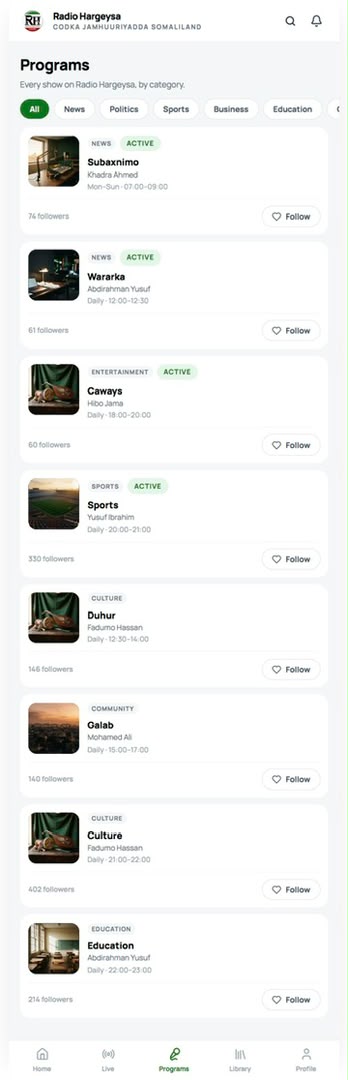 RH
Radio Hargeysa
CODKA JAMHUURIYADDA SOMALILAND
Programs
Every show on Radio Hargeysa, by category.
All News Politics Sports Business Education
NEWS ACTIVE
Subaxnimo
Khadra Ahmed
Mon–Sun · 07:00–09:00
74 followers Follow
NEWS ACTIVE
Wararka
Abdirahman Yusuf
Daily · 12:00–12:30
61 followers Follow
ENTERTAINMENT ACTIVE
Caways
Hibo Jama
Daily · 18:00–20:00
60 followers Follow
SPORTS ACTIVE
Sports
Yusuf Ibrahim
Daily · 20:00–21:00
330 followers Follow
CULTURE
Duhur
Fadumo Hassan
Daily · 12:30–14:00
146 followers Follow
COMMUNITY
Galab
Mohamed Ali
Daily · 15:00–17:00
140 followers Follow
CULTURE
Culture
Fadumo Hassan
Daily · 21:00–22:00
402 followers Follow
EDUCATION
Education
Abdirahman Yusuf
Daily · 22:00–23:00
214 followers Follow
Home Live Programs Library Profile